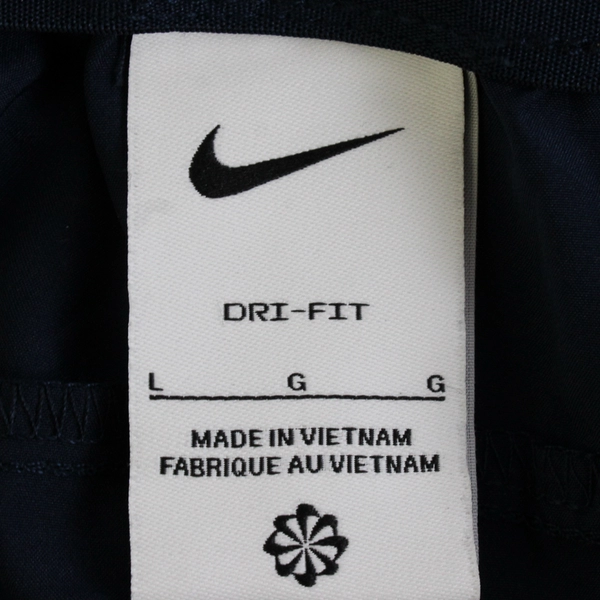 DRI-FIT
L G G
MADE IN VIETNAM
FABRIQUE AU VIETNAM